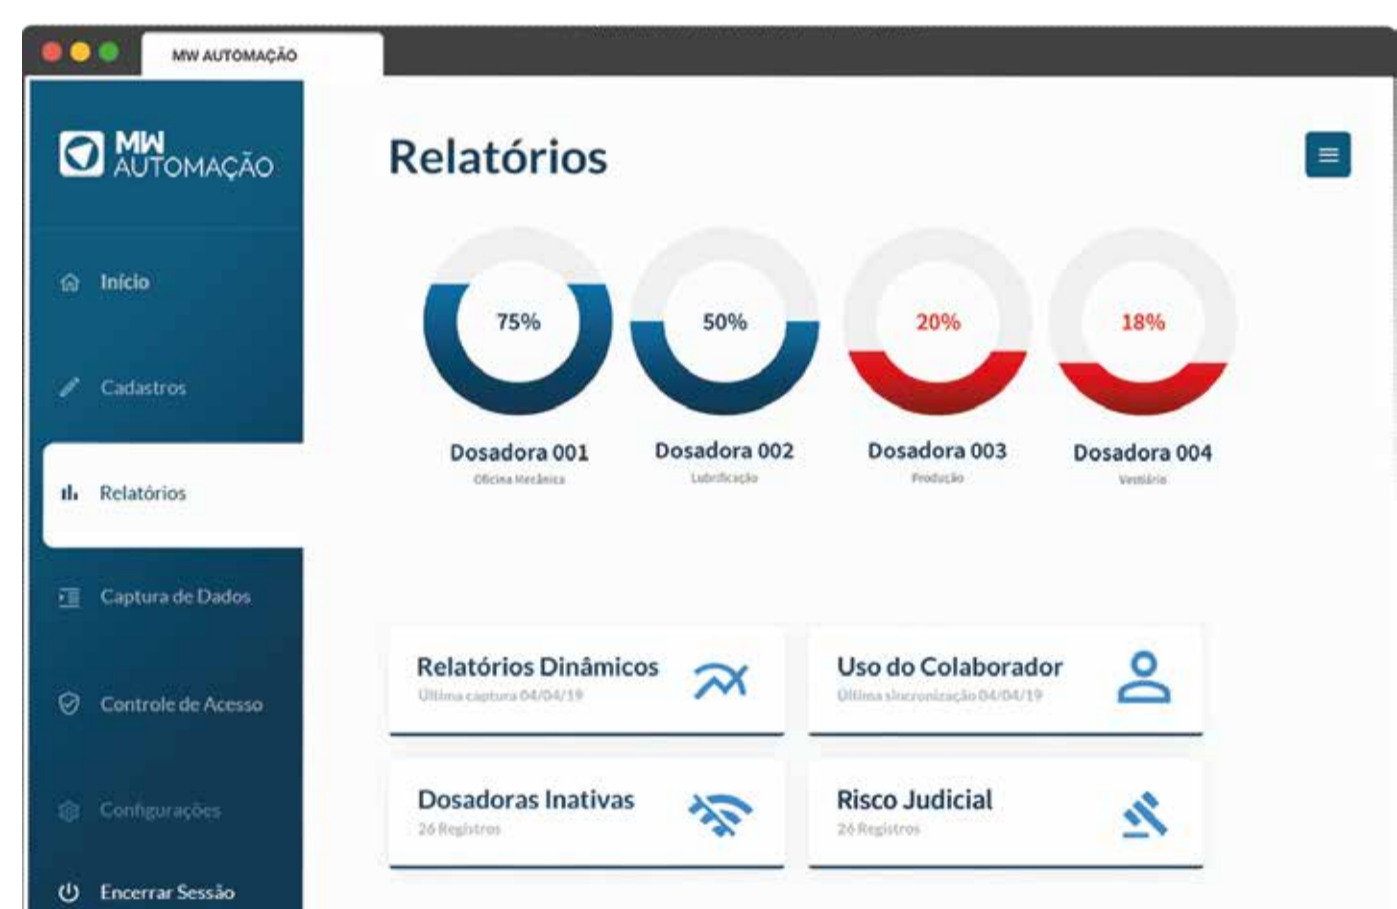 MW AUTOMAÇÃO
MW
AUTOMAÇÃO
Início
Cadastros
Relatórios
Captura de Dados
Controle de Acesso
Configurações
Encerrar Sessão
Relatórios
75%
50%
20%
18%
Dosadora 001
Oficina Mecânica
Dosadora 002
Lubrificação
Dosadora 003
Produção
Dosadora 004
Vestiário
Relatórios Dinâmicos
Última captura 04/04/19
Uso do Colaborador
Última sincronização 04/04/19
Dosadoras Inativas
26 Registros
Risco Judicial
26 Registros